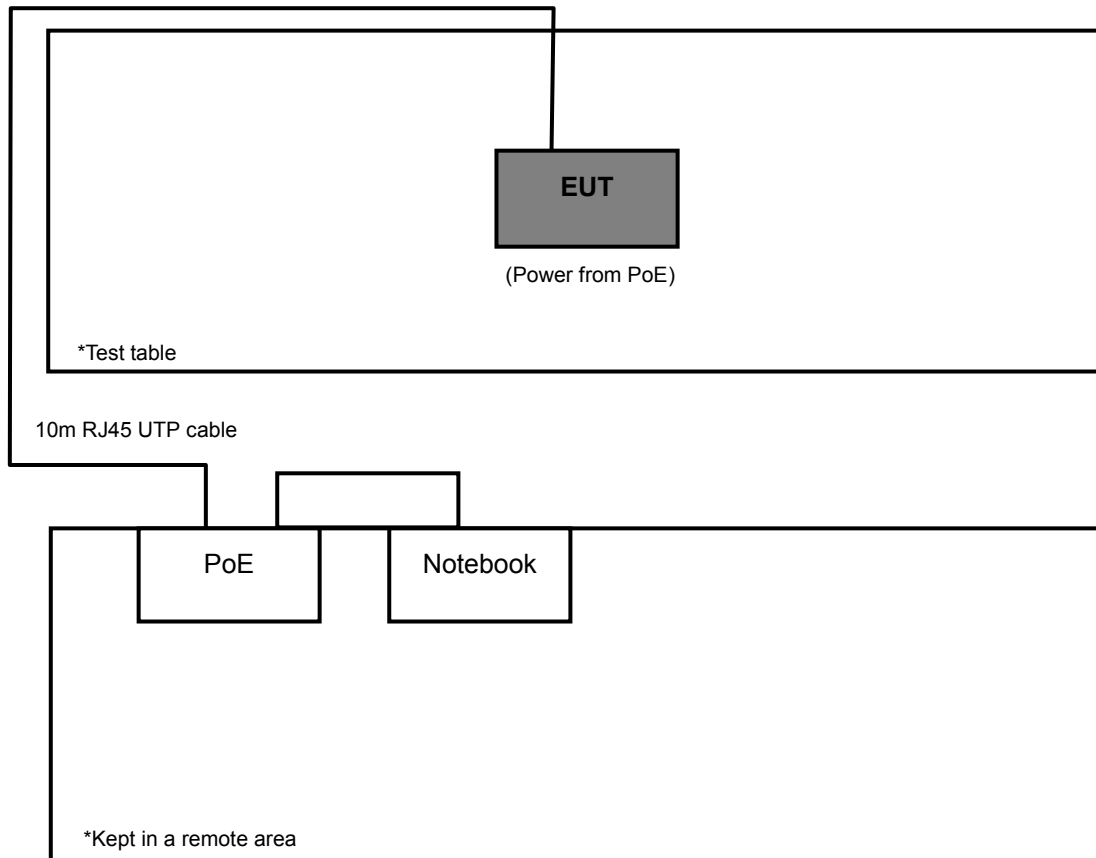 EUT
(Power from PoE)
*Test table
10m RJ45 UTP cable
PoE
Notebook
*Kept in a remote area